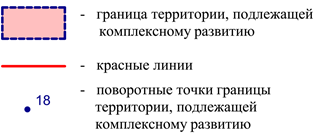 - граница территории, подлежащей
комплексному развитию
- красные линии
18 - поворотные точки границы
территории, подлежащей
комплексному развитию